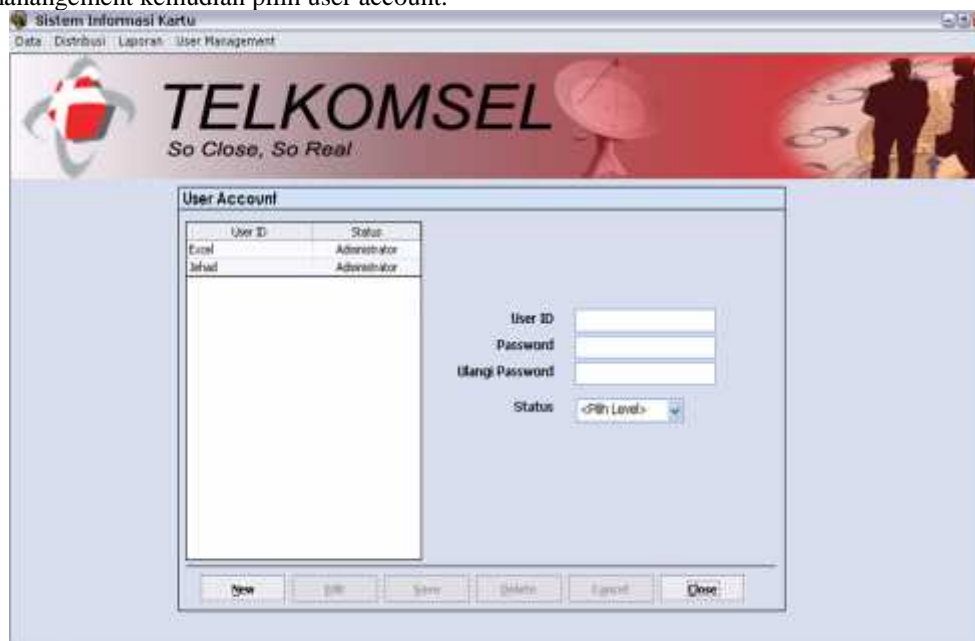 manangement kemudian pilih user account.
Sistem Informasi Kartu
Data Distribusi Laporan User Management
TELKOMSEL
So Close, So Real
User Account
User ID Status
Excel Administrator
Jehad Administrator
User ID
Password
Ulangi Password
Status <Pilih Level>
New Edit Save Delete Cancel Close